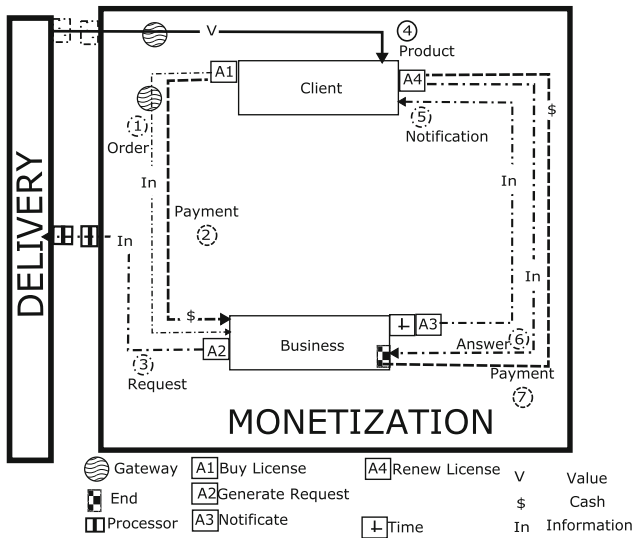 V
4
Product
A1
Client
A4
$
1
5
Order
Notification
In
In
Payment
2
In
In
DELIVERY
$
A3
Business
Answer
6
A2
3
Request
Payment
7
MONETIZATION
Gateway
A1 Buy License
A4 Renew License
V Value
End
A2 Generate Request
$ Cash
Processor
A3 Notificate
Time
In Information